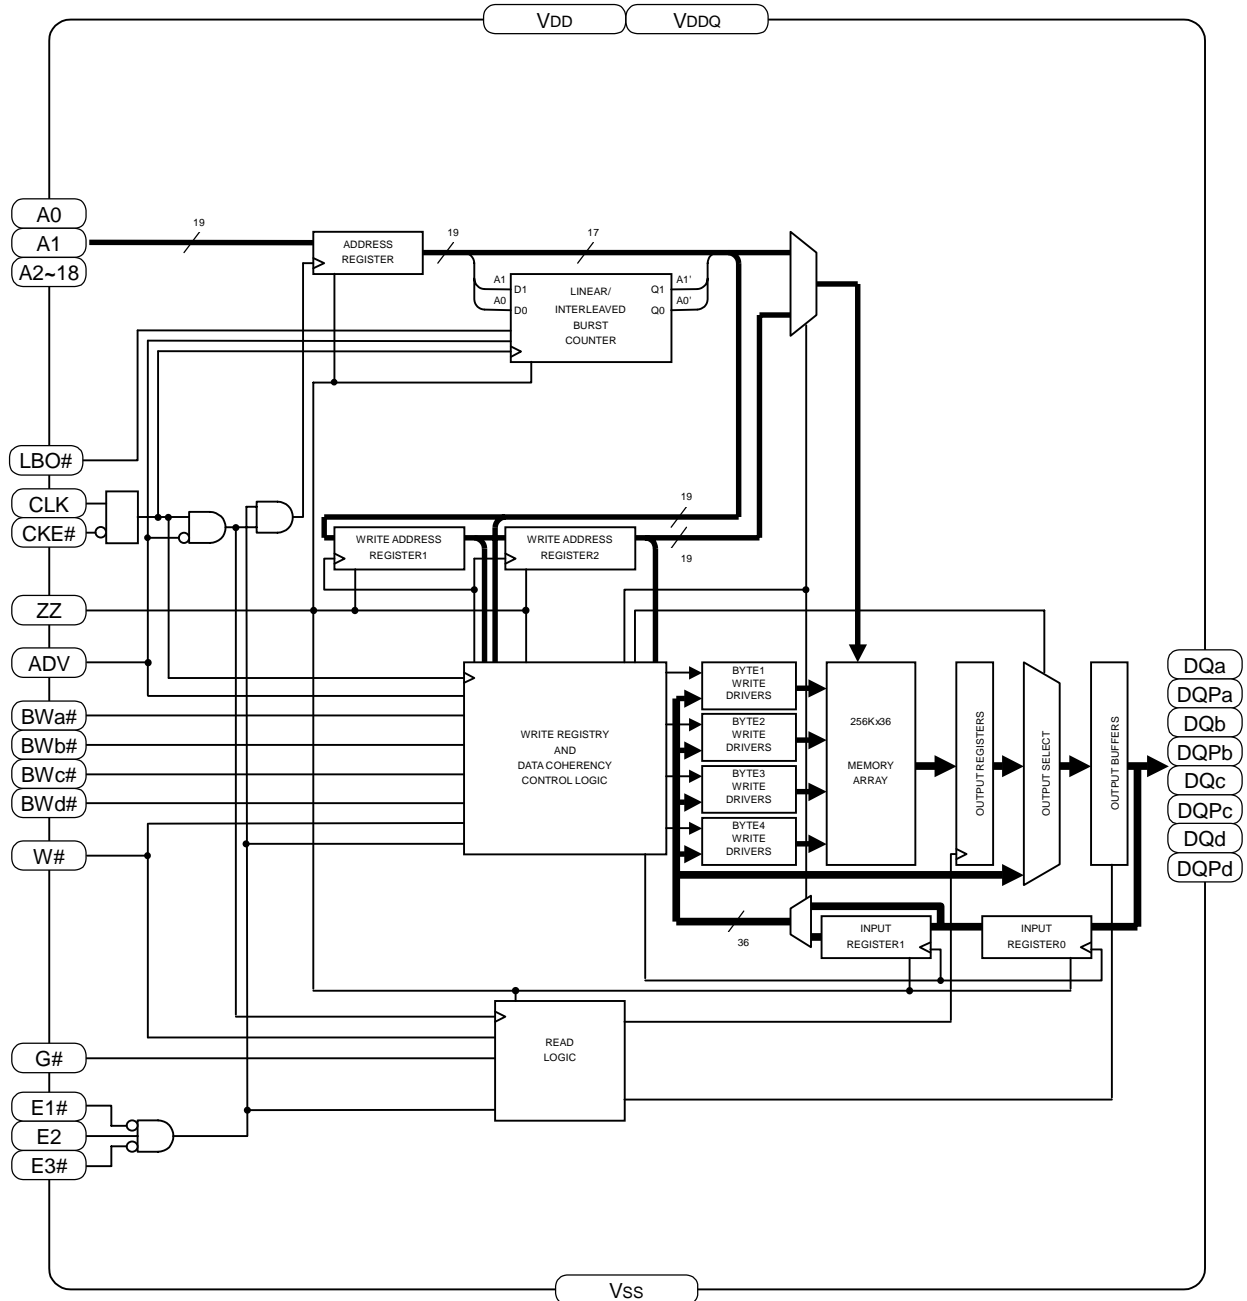 VDD
VDDQ
A0
A1
A2~18
19
ADDRESS
REGISTER
19
17
A1
A0
D1
D0
LINEAR/
INTERLEAVED
BURST
COUNTER
Q1
Q0
A1'
A0'
LBO#
CLK
CKE#
19
WRITE ADDRESS
REGISTER1
WRITE ADDRESS
REGISTER2
19
ZZ
ADV
BWa#
BWb#
BWc#
BWd#
W#
WRITE REGISTRY
AND
DATA COHERENCY
CONTROL LOGIC
BYTE1
WRITE
DRIVERS
BYTE2
WRITE
DRIVERS
BYTE3
WRITE
DRIVERS
BYTE4
WRITE
DRIVERS
256Kx36
MEMORY
ARRAY
OUTPUT REGISTERS
OUTPUT SELECT
OUTPUT BUFFERS
DQa
DQPa
DQb
DQPb
DQc
DQPc
DQd
DQPd
36
INPUT
REGISTER1
INPUT
REGISTER0
READ
LOGIC
G#
E1#
E2
E3#
VSS